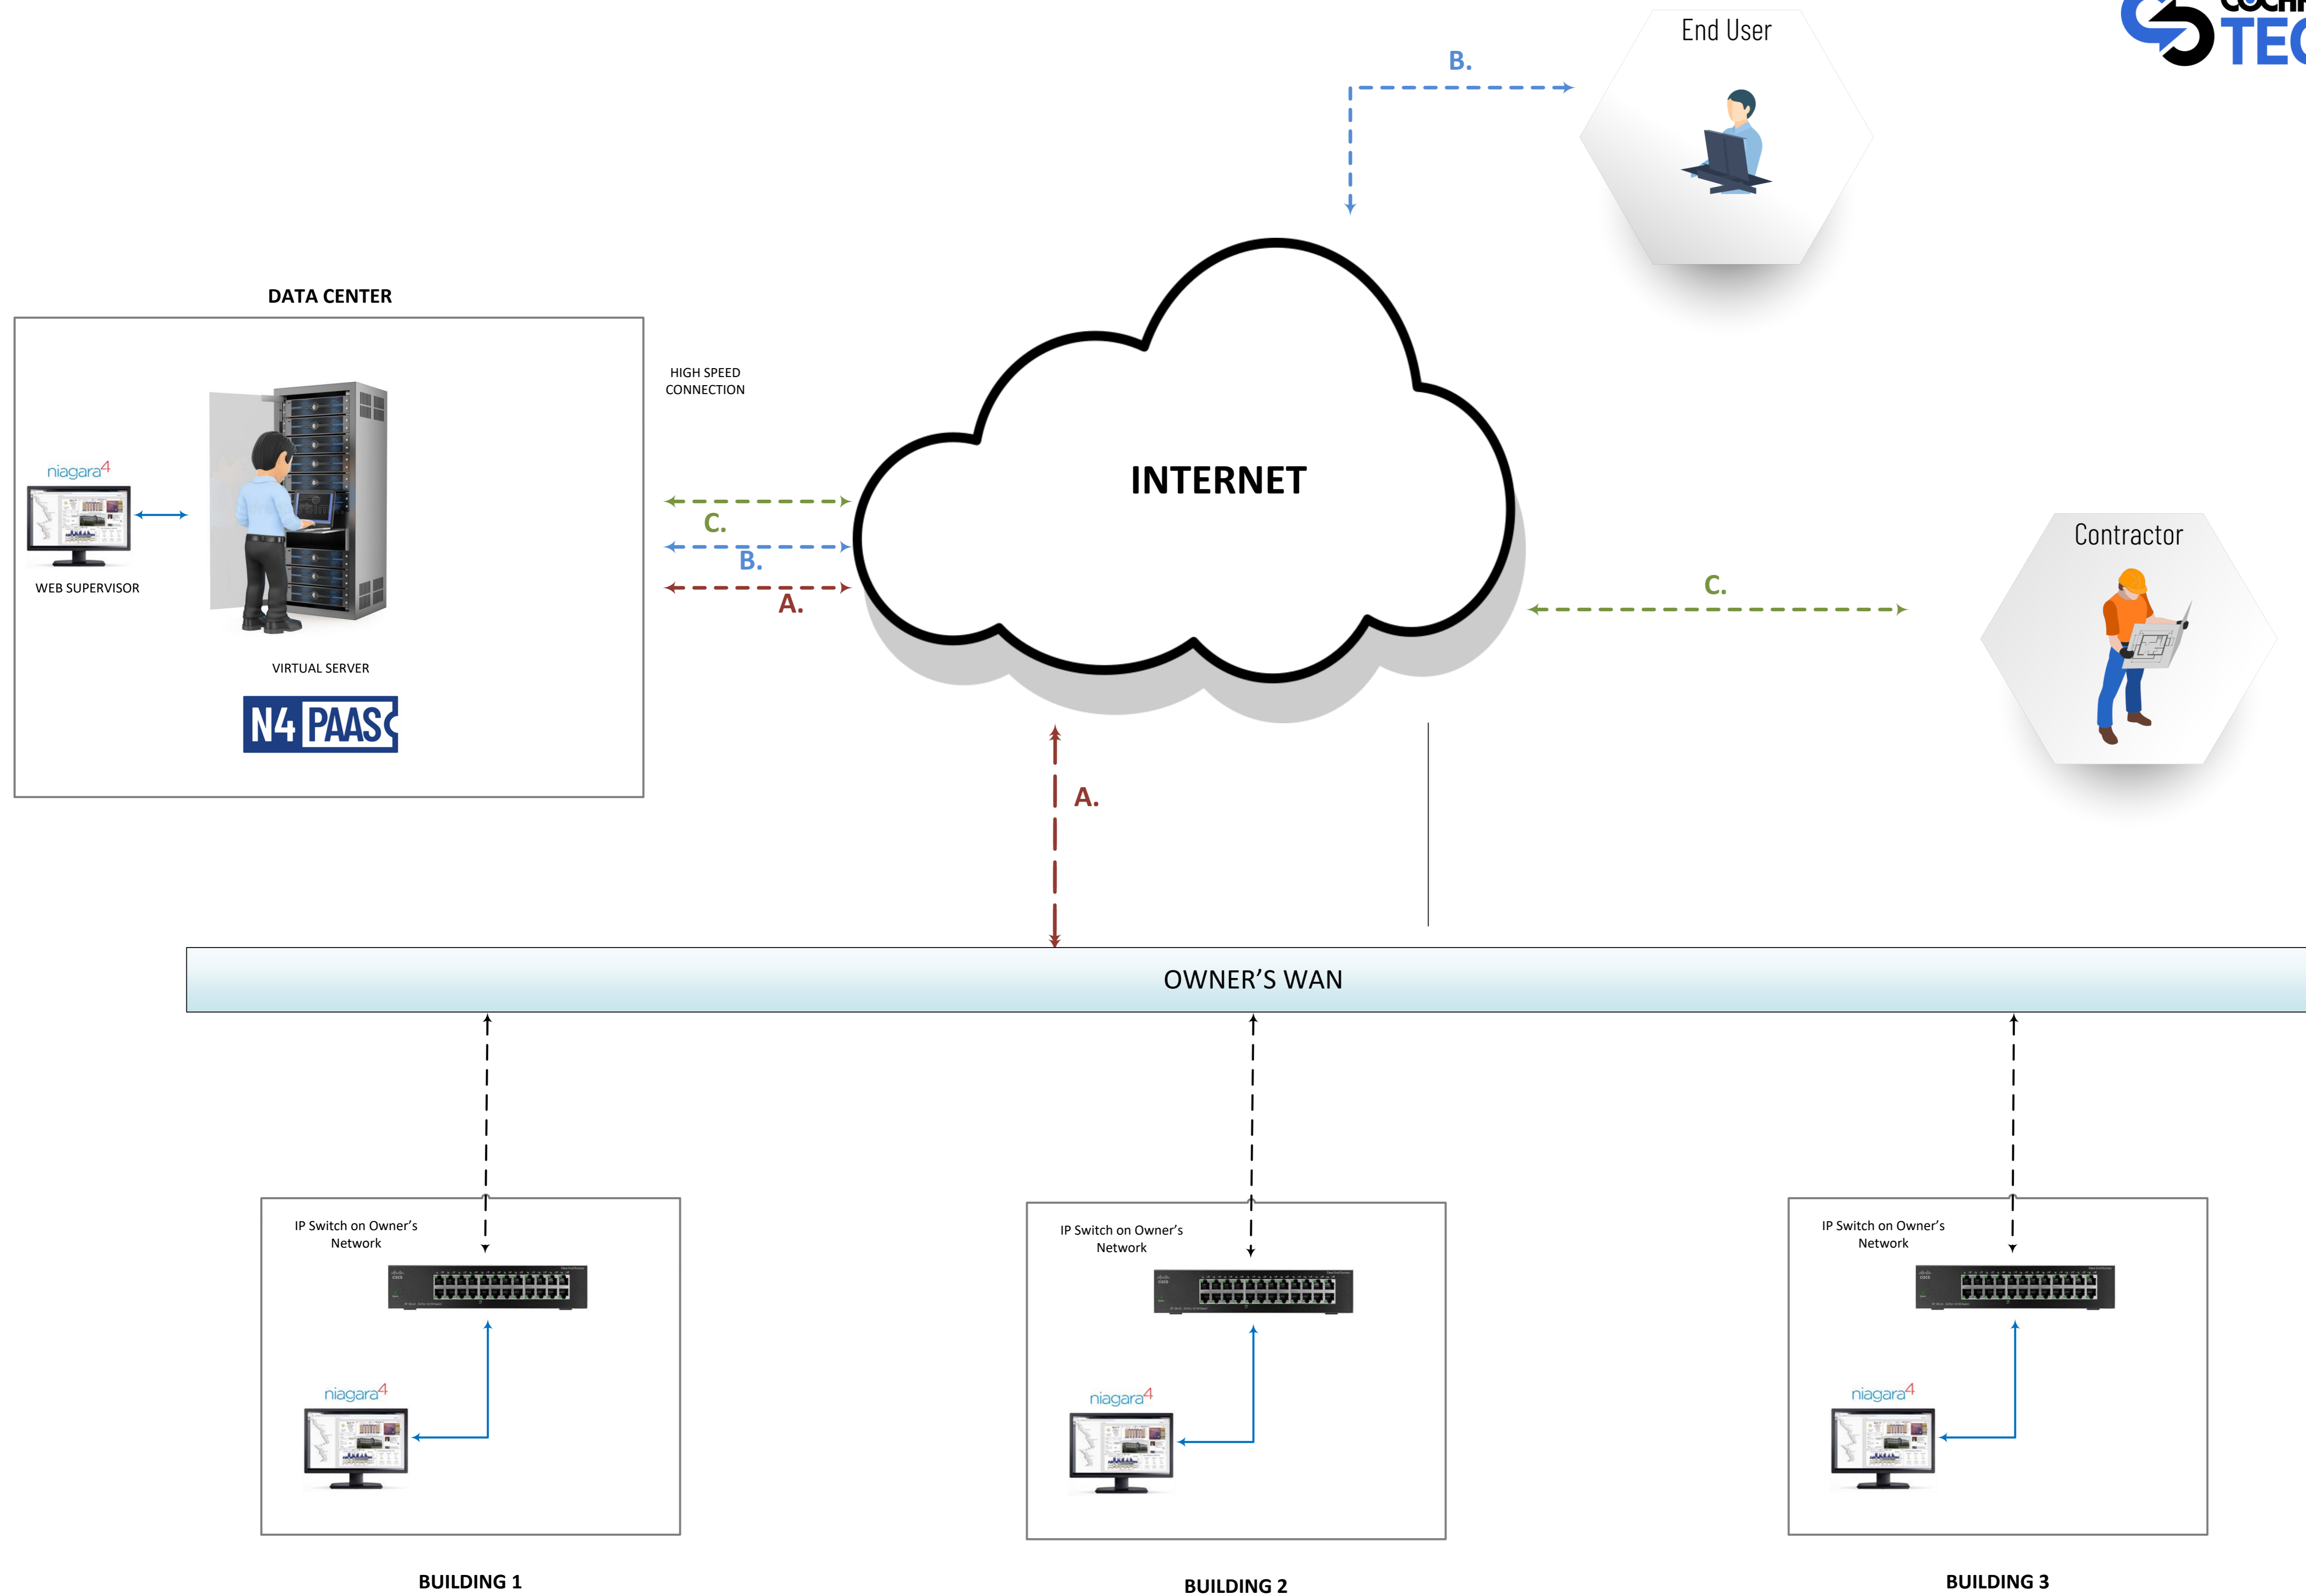 End User
TEC
B.
DATA CENTER
HIGH SPEED
CONNECTION
niagara4
WEB SUPERVISOR
VIRTUAL SERVER
N4 PAAS
INTERNET
C.
B.
A.
C.
Contractor
A.
OWNER’S WAN
IP Switch on Owner’s
Network
niagara4
BUILDING 1
IP Switch on Owner’s
Network
niagara4
BUILDING 2
IP Switch on Owner’s
Network
niagara4
BUILDING 3